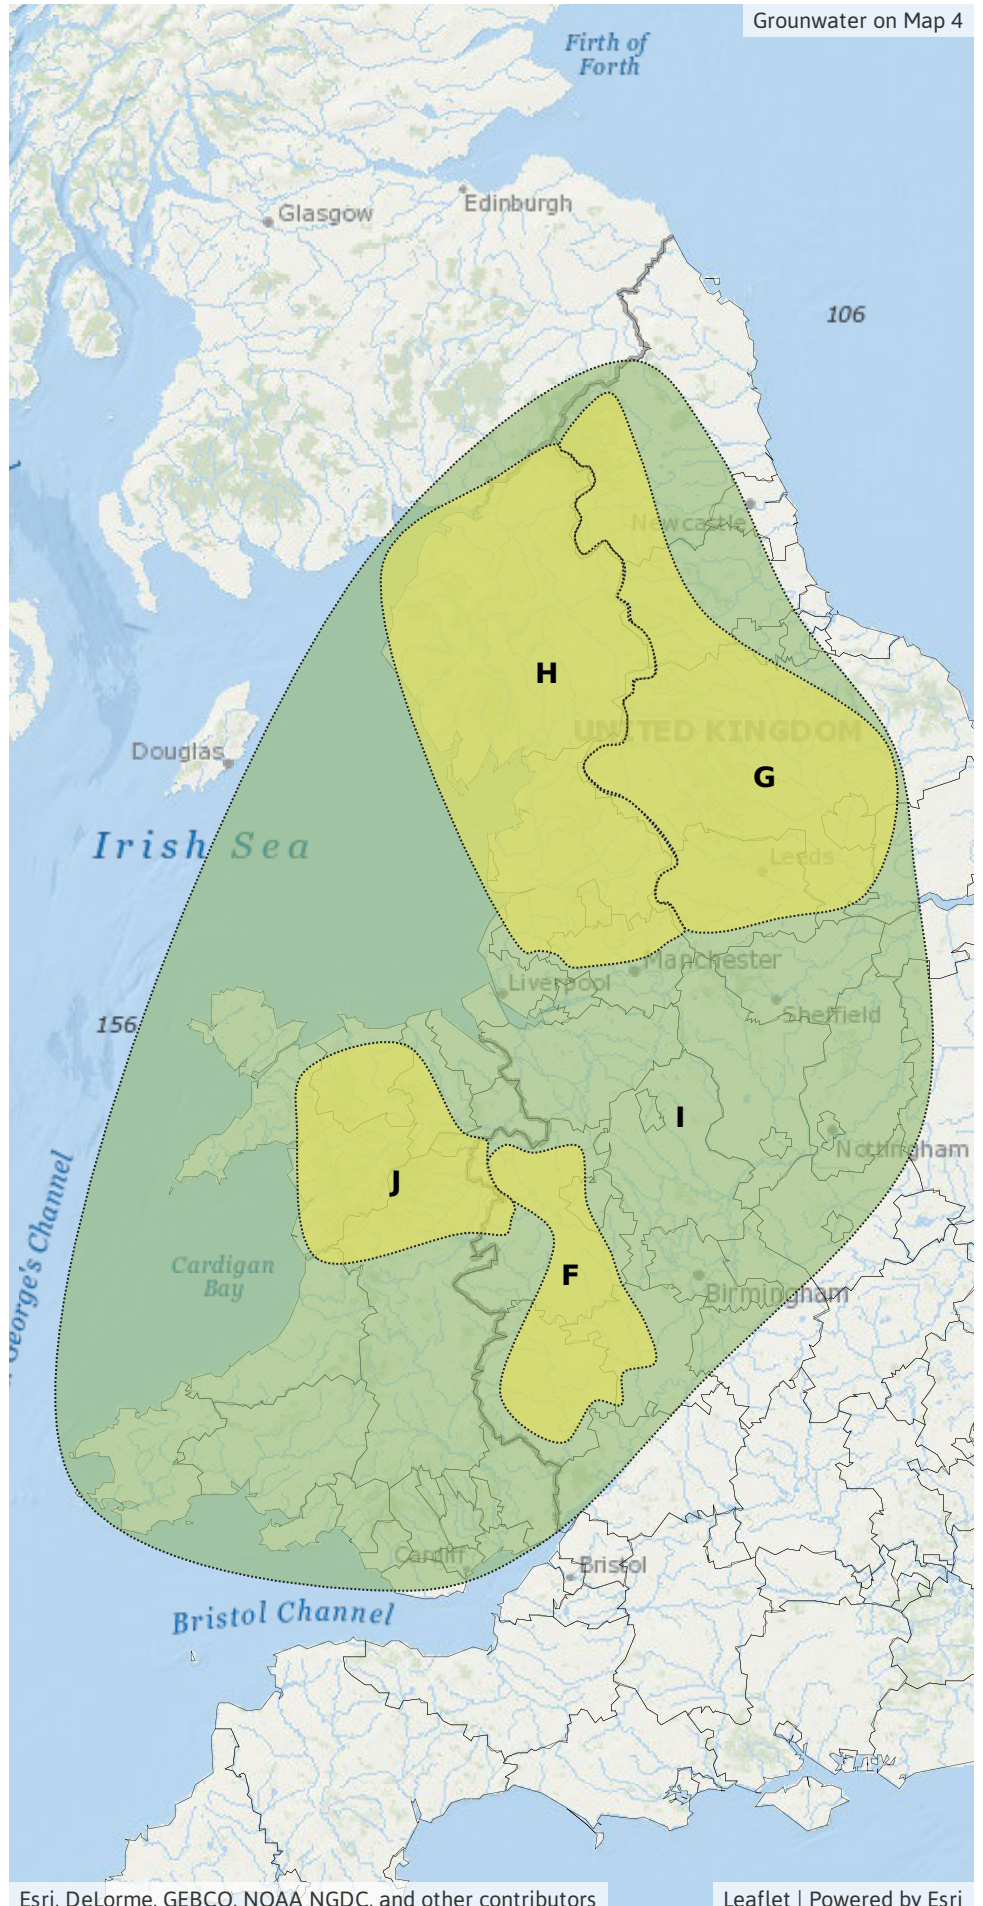 Grounwater on Map 4
Firth of
Forth
Glasgow
Edinburgh
106
Newcastle
H
UNITED KINGDOM
Douglas
G
Irish Sea
Leeds
Manchester
Liverpool
Sheffield
156
I
Nottingham
J
George's Channel
Cardigan
Bay
F
Birmingham
Cardiff
Bristol
Bristol Channel
Esri, DeLorme, GEBCO, NOAA NGDC, and other contributors
Leaflet | Powered by Esri